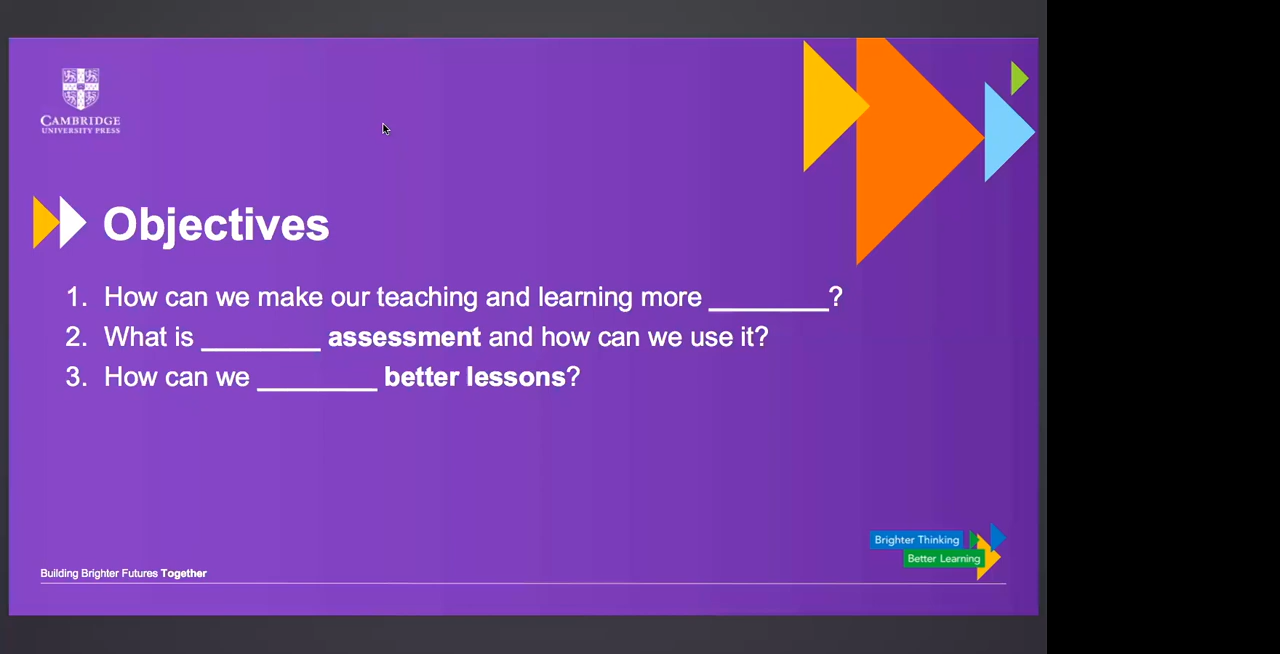 CAMBRIDGE
UNIVERSITY PRESS
Objectives
1. How can we make our teaching and learning more ________?
2. What is ________ assessment and how can we use it?
3. How can we ________ better lessons?
Brighter Thinking
Better Learning
Building Brighter Futures Together